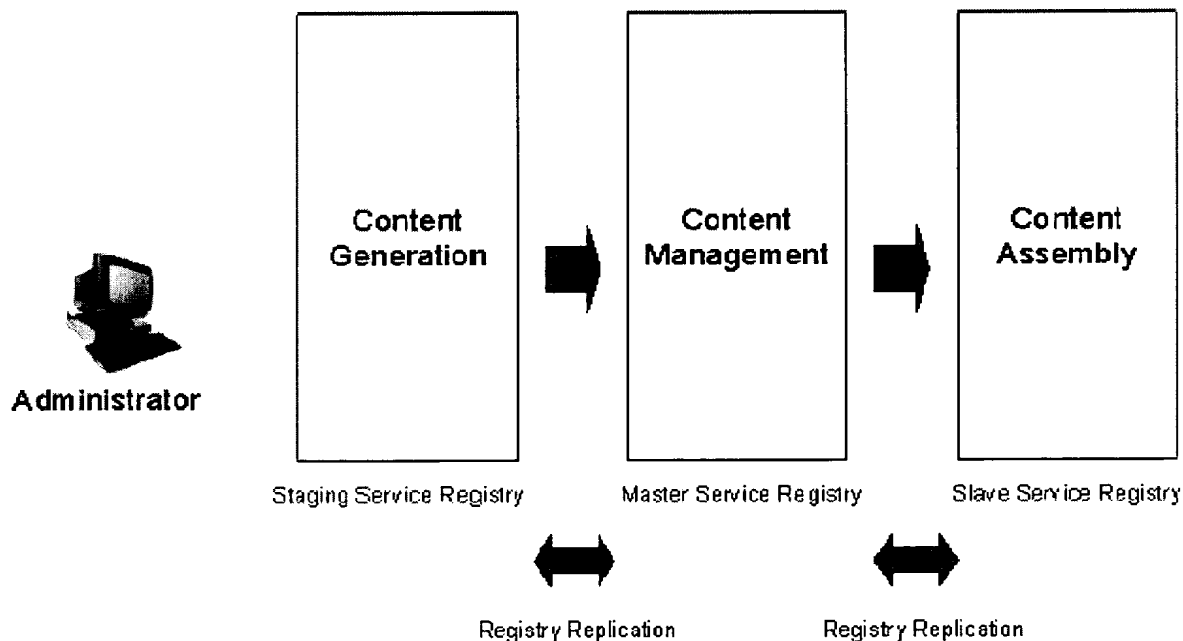 Content
Generation
Content
Management
Content
Assembly
Administrator
Staging Service Registry
Master Service Registry
Slave Service Registry
Registry Replication
Registry Replication